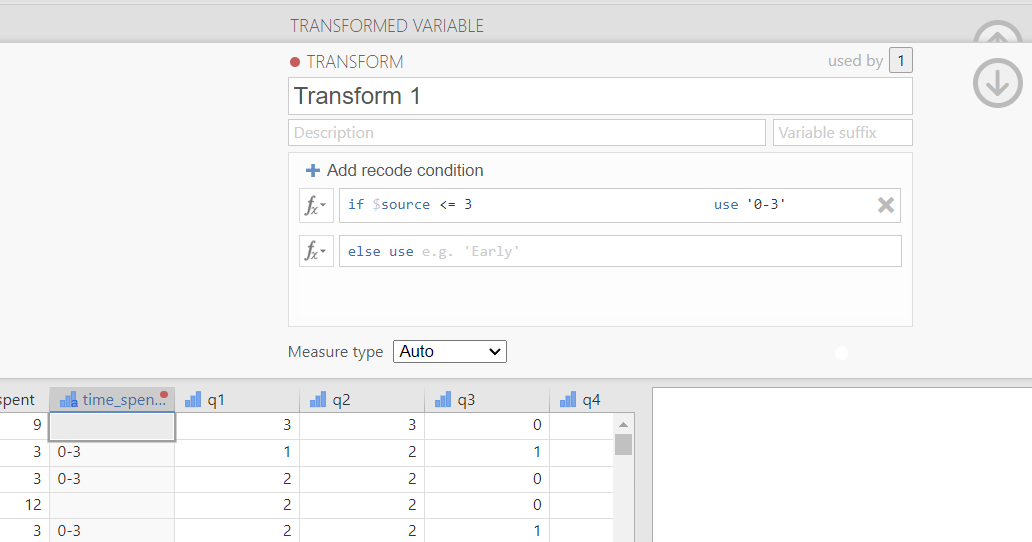 TRANSFORMED VARIABLE
TRANSFORM used by 1
Transform 1
Description Variable suffix
Add recode condition
fx if $source <= 3 use '0-3'
fx else use e.g. 'Early'
Measure type Auto
spent time_spen... q1 q2 q3 q4
9 3 3 0
3 0-3 1 2 1
3 0-3 2 2 0
12 2 2 0
3 0-3 2 2 1